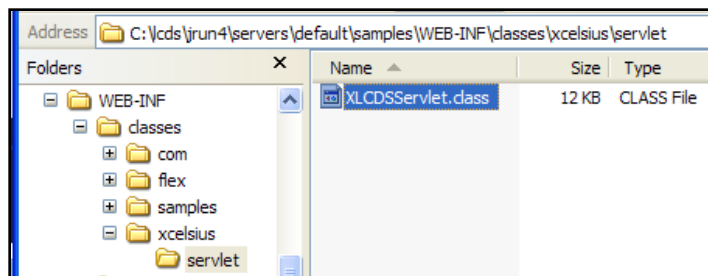 Address C:\lcds\jrun4\servers\default\samples\WEB-INF\classes\xcelsius\servlet
Folders × Name Size Type
WEB-INF XLCDSServlet.class 12 KB CLASS File
classes
com
flex
samples
xcelsius
servlet